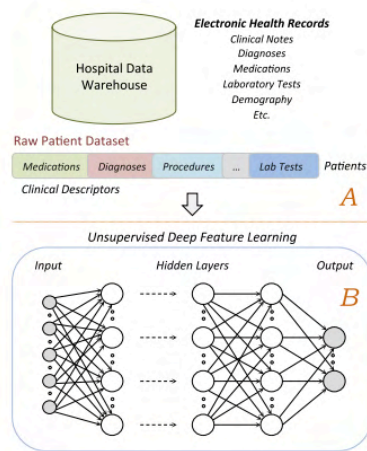 Electronic Health Records
Clinical Notes
Diagnoses
Medications
Laboratory Tests
Demography
Etc.
Hospital Data
Warehouse
Raw Patient Dataset
Medications Diagnoses Procedures ... Lab Tests Patients
Clinical Descriptors
A
Unsupervised Deep Feature Learning
Input Hidden Layers Output
B